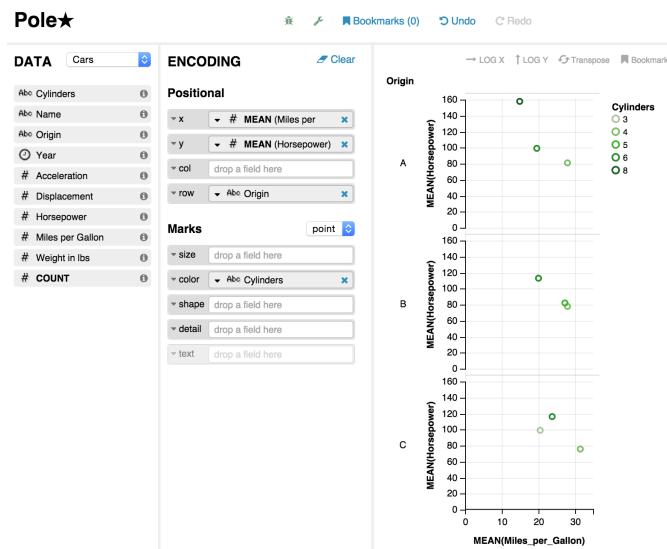 Pole★
Bookmarks (0) Undo Redo
DATA Cars
Abc Cylinders
Abc Name
Abc Origin
Year
# Acceleration
# Displacement
# Horsepower
# Miles per Gallon
# Weight in lbs
# COUNT
ENCODING Clear
Positional
x # MEAN (Miles per
y # MEAN (Horsepower)
col drop a field here
row Abc Origin
Marks point
size drop a field here
color Abc Cylinders
shape drop a field here
detail drop a field here
text drop a field here
LOG X LOG Y Transpose Bookmark
Origin
A
MEAN(Horsepower)
160
140
120
100
80
60
40
20
0
B
MEAN(Horsepower)
160
140
120
100
80
60
40
20
0
C
MEAN(Horsepower)
160
140
120
100
80
60
40
20
0
0 10 20 30
MEAN(Miles_per_Gallon)
Cylinders
3
4
5
6
8